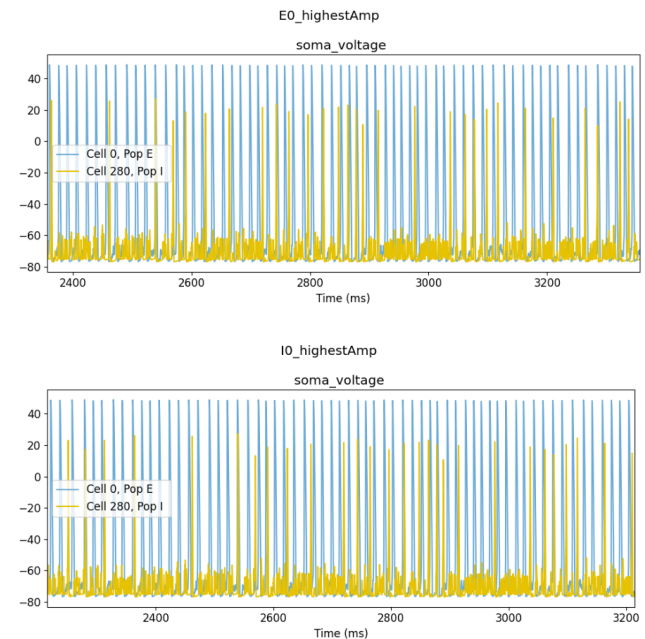 E0_highestAmp
soma_voltage
40
20
0
−20
−40
−60
−80
Cell 0, Pop E
Cell 280, Pop I
2400 2600 2800 3000 3200
Time (ms)
I0_highestAmp
soma_voltage
40
20
0
−20
−40
−60
−80
Cell 0, Pop E
Cell 280, Pop I
2400 2600 2800 3000 3200
Time (ms)